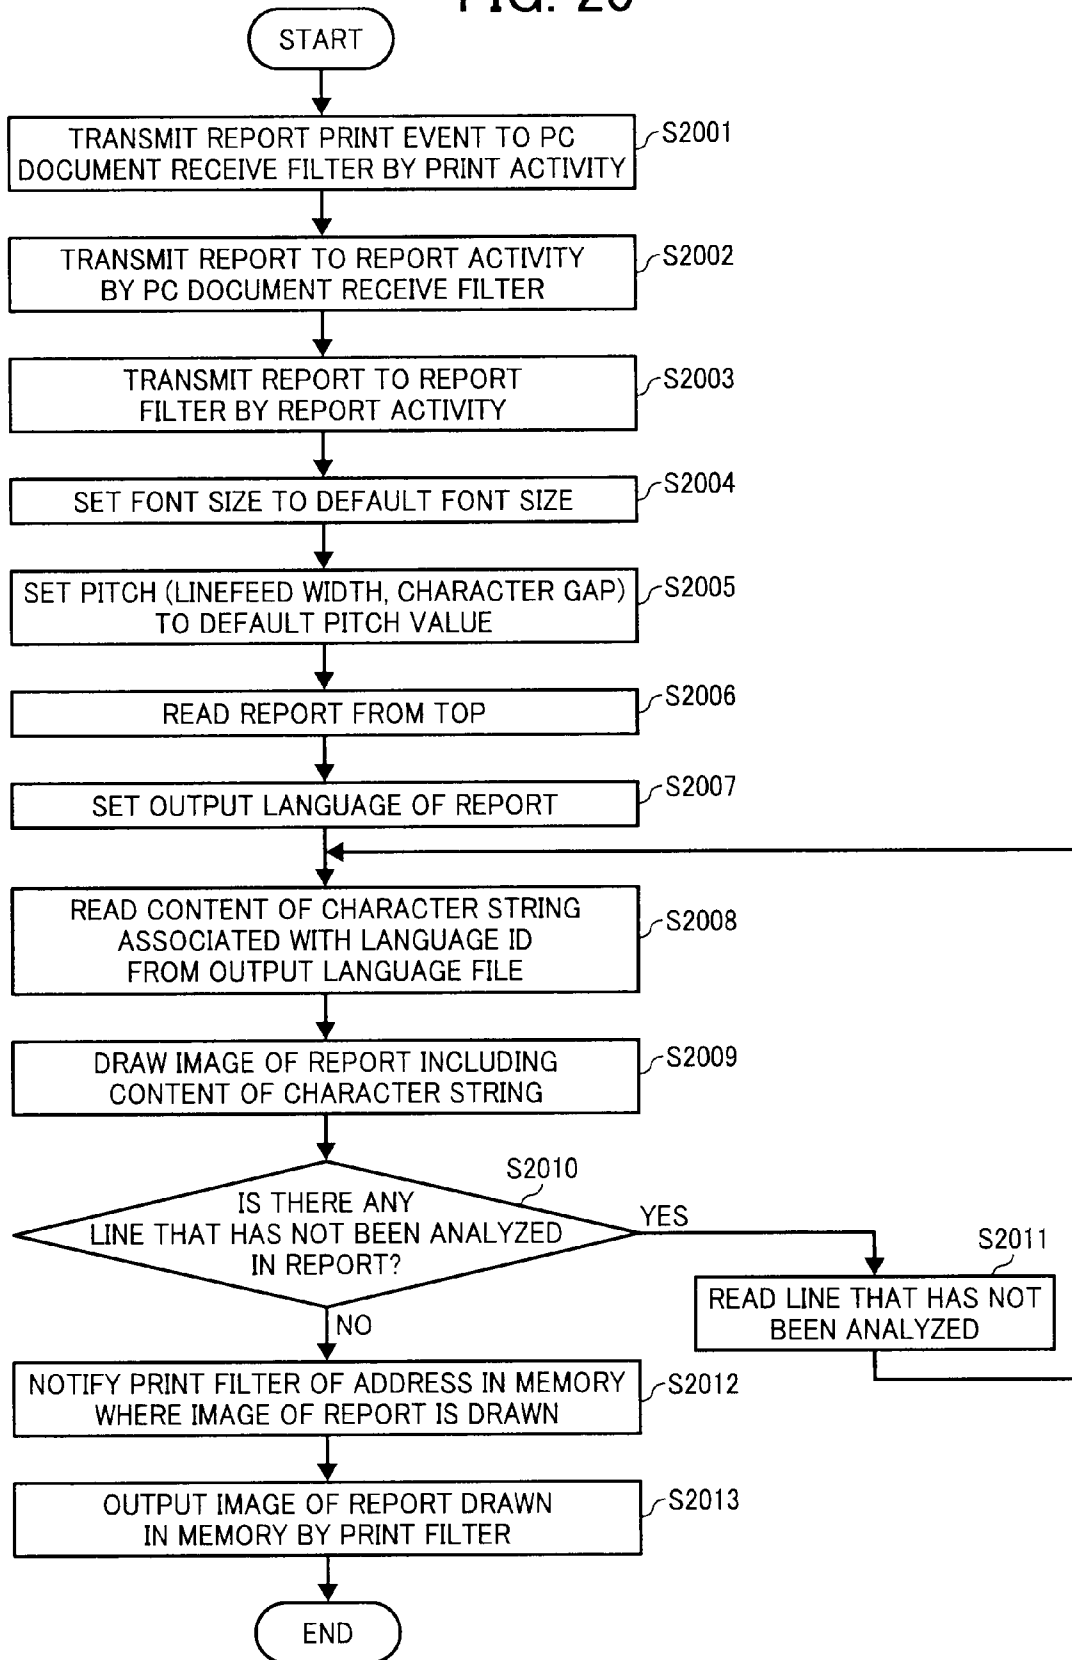 FIG. 20
START
TRANSMIT REPORT PRINT EVENT TO PC
DOCUMENT RECEIVE FILTER BY PRINT ACTIVITY
S2001
TRANSMIT REPORT TO REPORT ACTIVITY
BY PC DOCUMENT RECEIVE FILTER
S2002
TRANSMIT REPORT TO REPORT
FILTER BY REPORT ACTIVITY
S2003
SET FONT SIZE TO DEFAULT FONT SIZE
S2004
SET PITCH (LINEFEED WIDTH, CHARACTER GAP)
TO DEFAULT PITCH VALUE
S2005
READ REPORT FROM TOP
S2006
SET OUTPUT LANGUAGE OF REPORT
S2007
READ CONTENT OF CHARACTER STRING
ASSOCIATED WITH LANGUAGE ID
FROM OUTPUT LANGUAGE FILE
S2008
DRAW IMAGE OF REPORT INCLUDING
CONTENT OF CHARACTER STRING
S2009
S2010
IS THERE ANY
LINE THAT HAS NOT BEEN ANALYZED
IN REPORT?
YES
S2011
READ LINE THAT HAS NOT
BEEN ANALYZED
NO
NOTIFY PRINT FILTER OF ADDRESS IN MEMORY
WHERE IMAGE OF REPORT IS DRAWN
S2012
OUTPUT IMAGE OF REPORT DRAWN
IN MEMORY BY PRINT FILTER
S2013
END